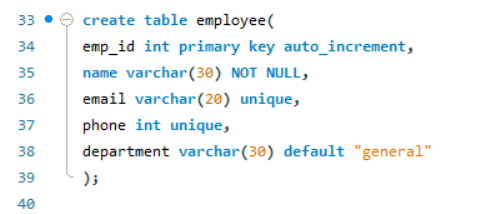 33 create table employee(
34 emp_id int primary key auto_increment,
35 name varchar(30) NOT NULL,
36 email varchar(20) unique,
37 phone int unique,
38 department varchar(30) default "general"
39 );
40